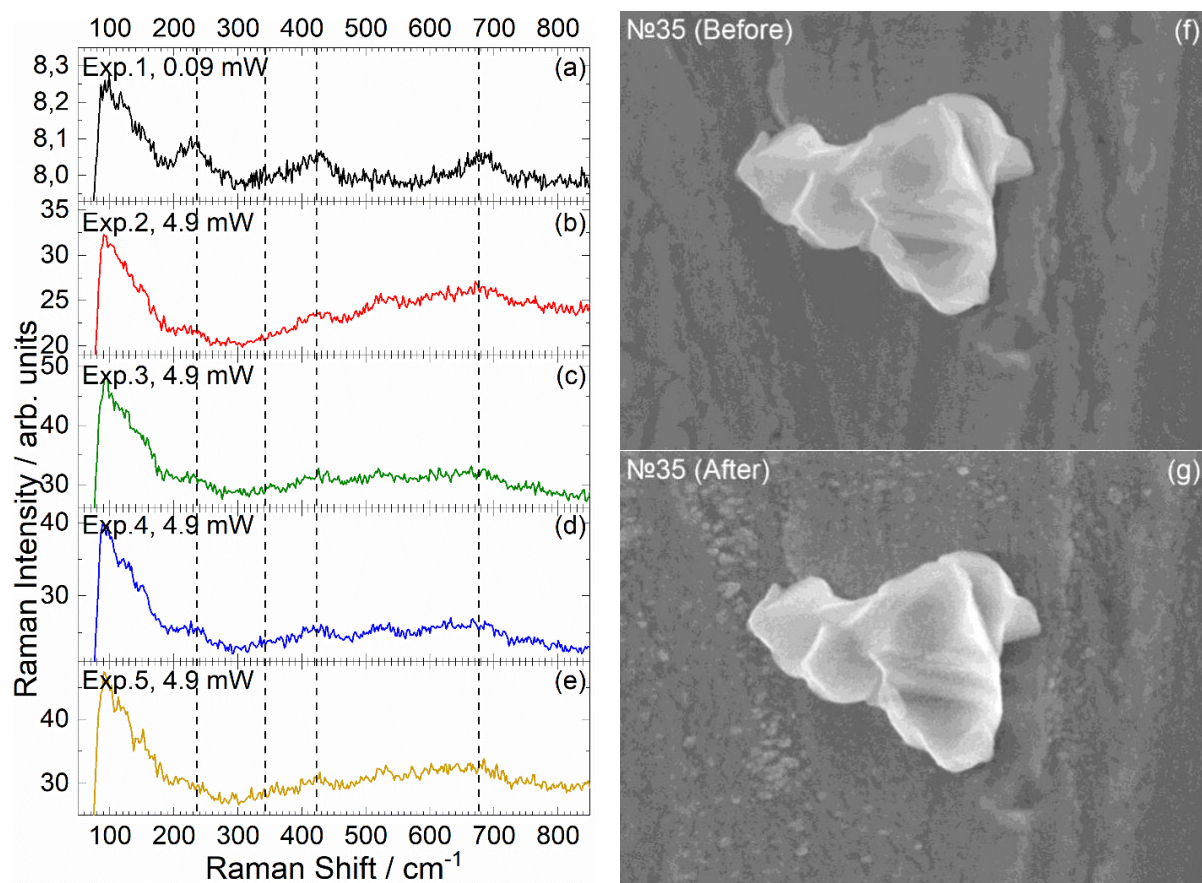 100 200 300 400 500 600 700 800
Exp.1, 0.09 mW (a)
8,3
8,2
8,1
8,0
Exp.2, 4.9 mW (b)
35
30
25
20
Exp.3, 4.9 mW (c)
50
40
30
Exp.4, 4.9 mW (d)
40
30
Exp.5, 4.9 mW (e)
40
30
100 200 300 400 500 600 700 800
Raman Shift / cm⁻¹
Raman Intensity / arb. units
№35 (Before) (f)
№35 (After) (g)